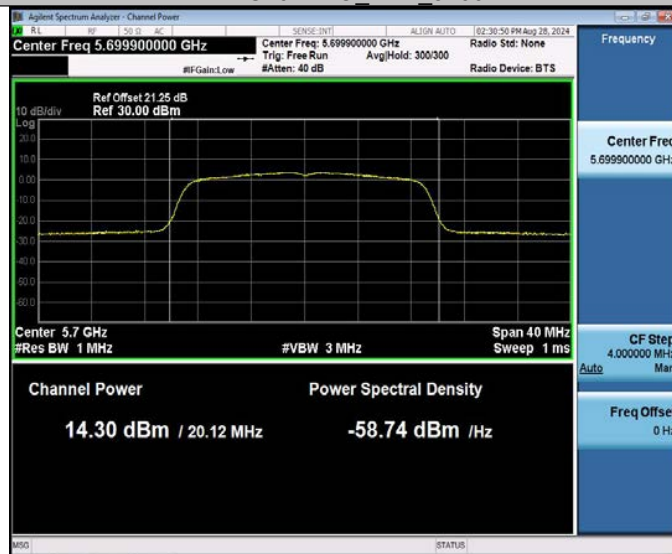 Agilent Spectrum Analyzer - Channel Power
RL RF 50 Ω AC SENSE:INT ALIGN AUTO 02:30:50 PM Aug 28, 2024
Center Freq 5.699900000 GHz
Center Freq: 5.699900000 GHz
Radio Std: None
Trig: Free Run Avg|Hold: 300/300
#IFGain:Low #Atten: 40 dB Radio Device: BTS
Frequency
Ref Offset 21.25 dB
10 dB/div Ref 30.00 dBm
Log
20.0
10.0
0.00
-10.0
-20.0
-30.0
-40.0
-50.0
-60.0
Center Freq
5.699900000 GHz
Center 5.7 GHz Span 40 MHz
#Res BW 1 MHz #VBW 3 MHz Sweep 1 ms
CF Step
4.000000 MHz
Auto Man
Channel Power Power Spectral Density
14.30 dBm / 20.12 MHz -58.74 dBm /Hz
Freq Offset
0 Hz
MSG STATUS